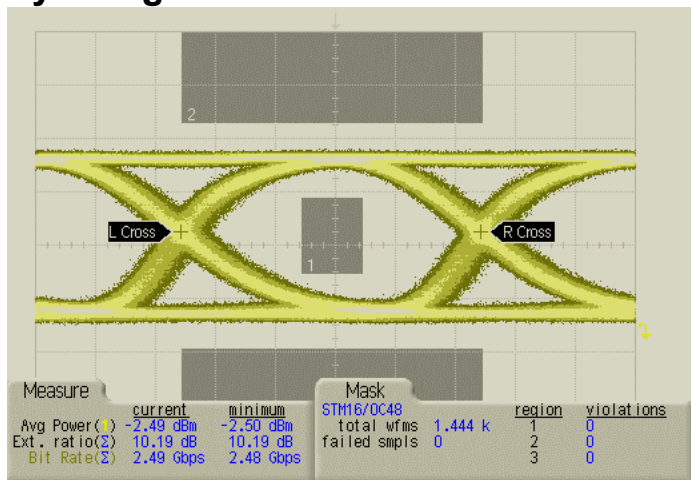 2
L Cross
R Cross
1
Measure
current minimum
Avg Power(1) -2.49 dBm -2.50 dBm
Ext. ratio(Σ) 10.19 dB 10.19 dB
Bit Rate(Σ) 2.49 Gbps 2.48 Gbps
Mask
STM16/OC48 region violations
total wfms 1.444 k 1 0
failed smpls 0 2 0
3 0